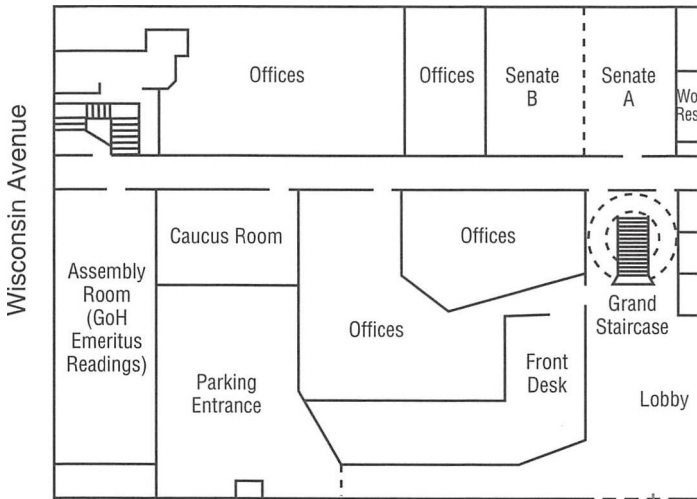 Wisconsin Avenue
Offices
Offices
Senate
B
Senate
A
Caucus Room
Offices
Assembly
Room
(GoH
Emeritus
Readings)
Grand
Staircase
Offices
Front
Desk
Parking
Entrance
Lobby